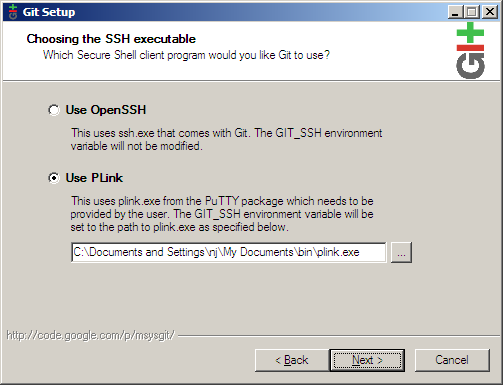 Git Setup
Choosing the SSH executable
Which Secure Shell client program would you like Git to use?
GIT
Use OpenSSH
This uses ssh.exe that comes with Git. The GIT_SSH environment
variable will not be modified.
Use PLink
This uses plink.exe from the PuTTY package which needs to be
provided by the user. The GIT_SSH environment variable will be
set to the path to plink.exe as specified below.
C:\Documents and Settings\nj\My Documents\bin\plink.exe
...
http://code.google.com/p/msysgit/
< Back
Next >
Cancel